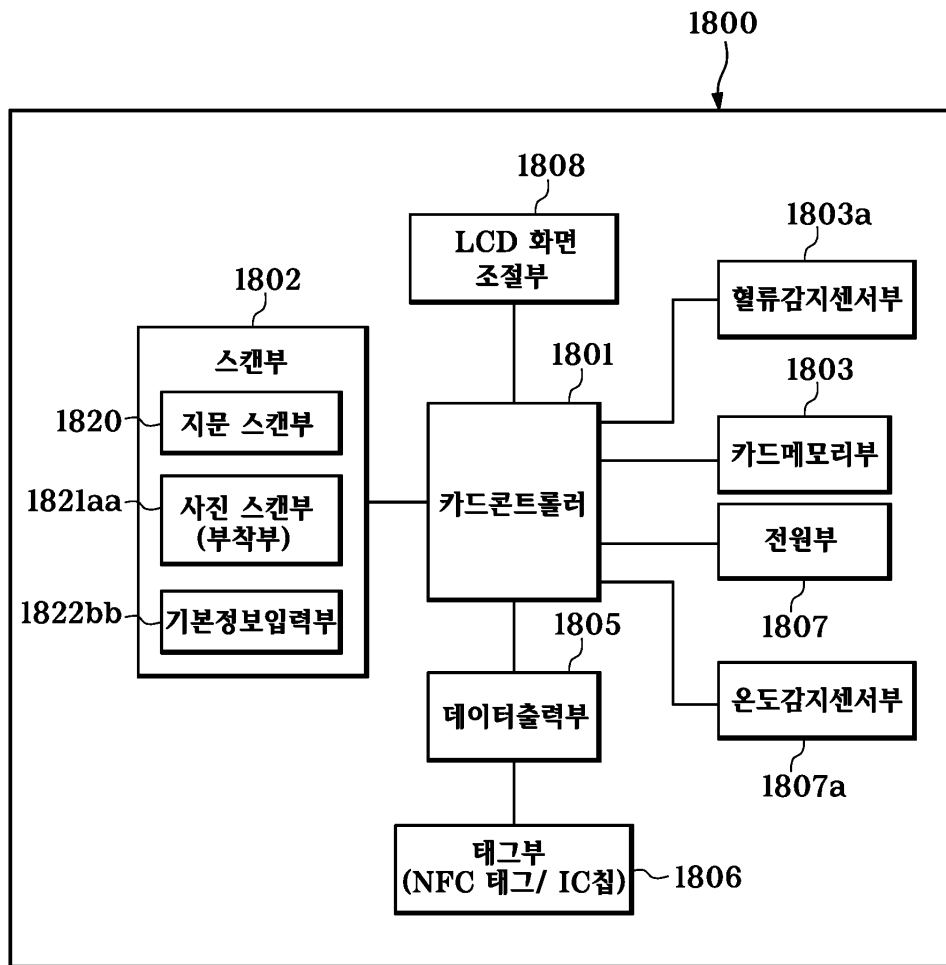 1800
1808
LCD 화면
조절부
1803a
혈류감지센서부
1802
스캔부
1801
1803
1820
지문 스캔부
카드메모리부
카드콘트롤러
1821aa
사진 스캔부
(부착부)
전원부
1822bb
기본정보입력부
1805
1807
데이터출력부
온도감지센서부
1807a
태그부
(NFC 태그/ IC칩)
1806